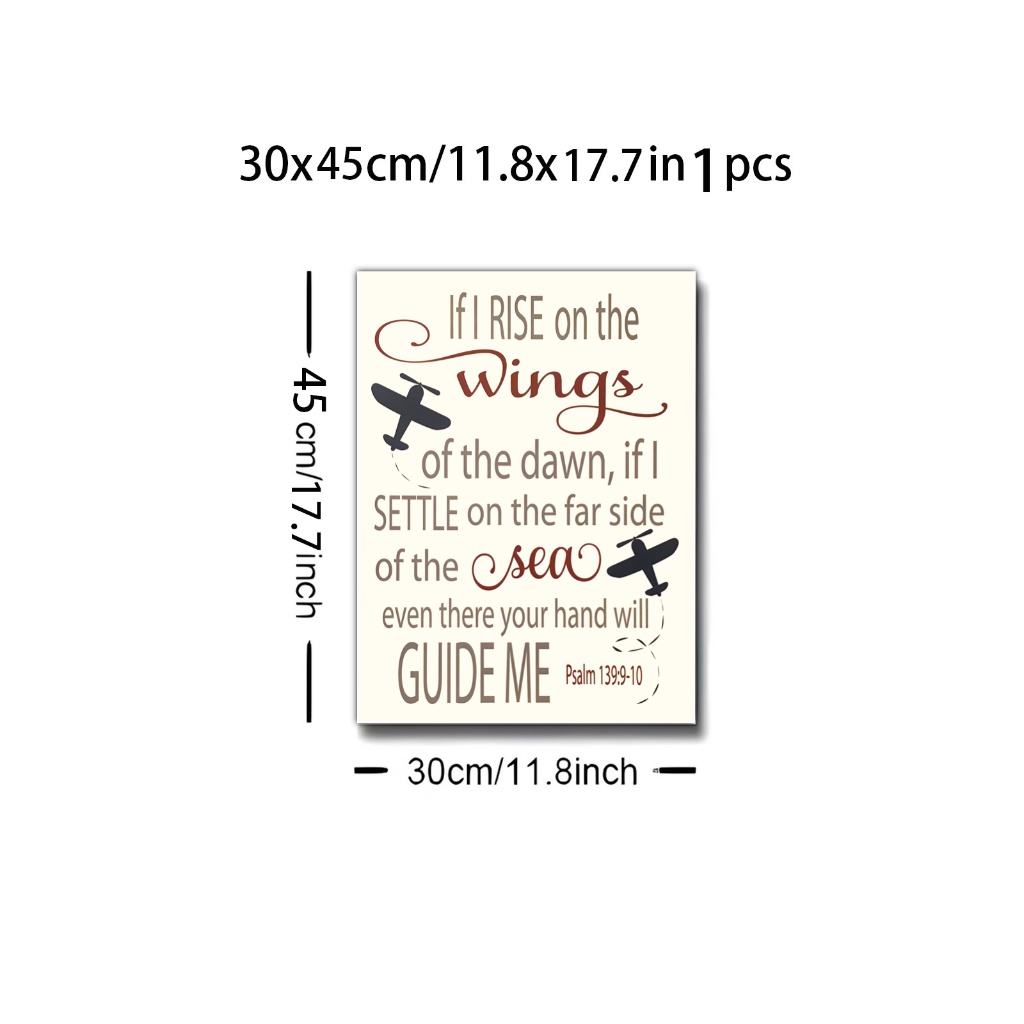 30x45cm/11.8x17.7in 1 pcs
45 cm/17.7inch
If I RISE on the
wings
of the dawn, if I
SETTLE on the far side
of the sea
even there your hand will
GUIDE ME
Psalm 139:9-10
30cm/11.8inch